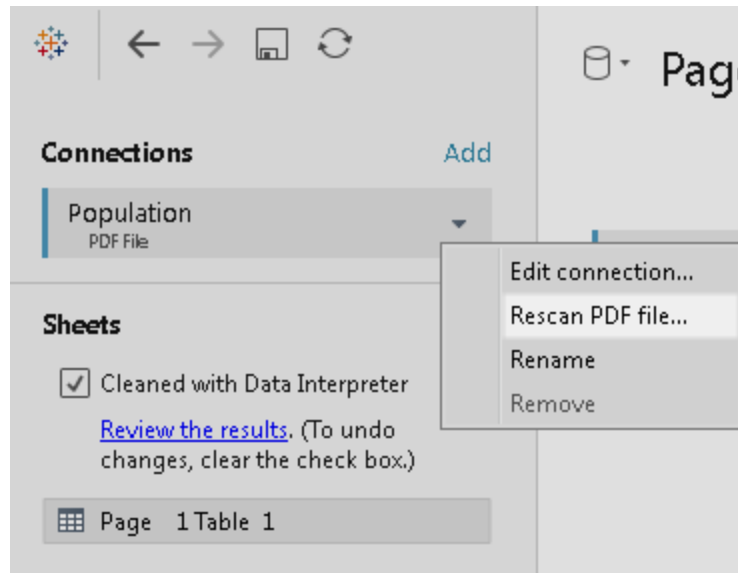 Pag
Connections
Add
Population
PDF File
Edit connection...
Rescan PDF file...
Rename
Remove
Sheets
Cleaned with Data Interpreter
Review the results. (To undo
changes, clear the check box.)
Page 1 Table 1